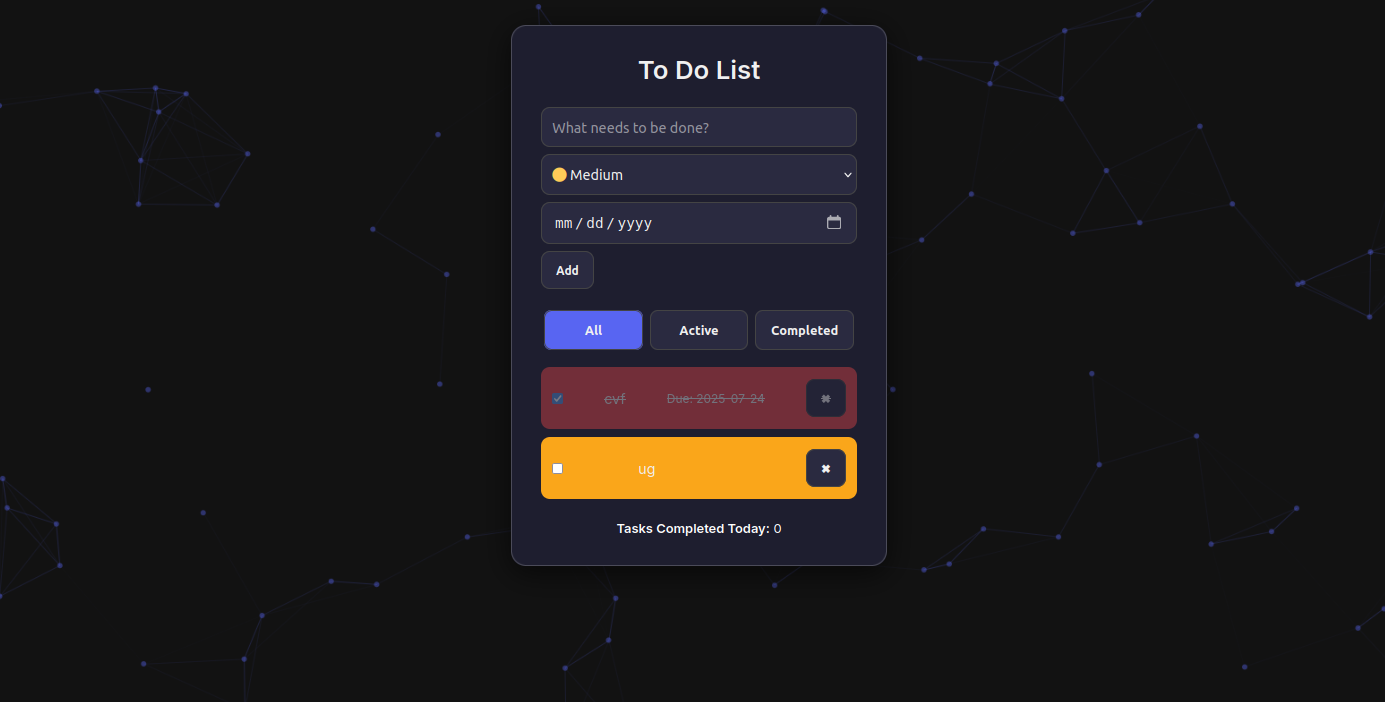 To Do List
What needs to be done?
Medium
mm / dd / yyyy
Add
All Active Completed
cvf Due: 2025-07-24 ✖
ug ✖
Tasks Completed Today: 0